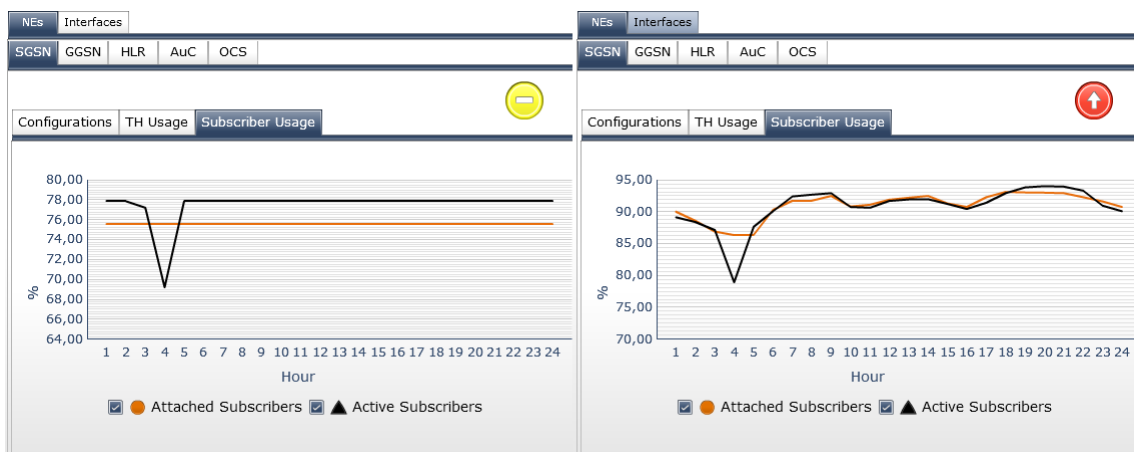 NEs Interfaces
SGSN GGSN HLR AuC OCS
Configurations TH Usage Subscriber Usage
80,00
78,00
76,00
74,00
72,00
70,00
68,00
66,00
64,00
%
1 2 3 4 5 6 7 8 9 10 11 12 13 14 15 16 17 18 19 20 21 22 23 24
Hour
Attached Subscribers Active Subscribers
NEs Interfaces
SGSN GGSN HLR AuC OCS
Configurations TH Usage Subscriber Usage
95,00
90,00
85,00
80,00
75,00
70,00
%
1 2 3 4 5 6 7 8 9 10 11 12 13 14 15 16 17 18 19 20 21 22 23 24
Hour
Attached Subscribers Active Subscribers